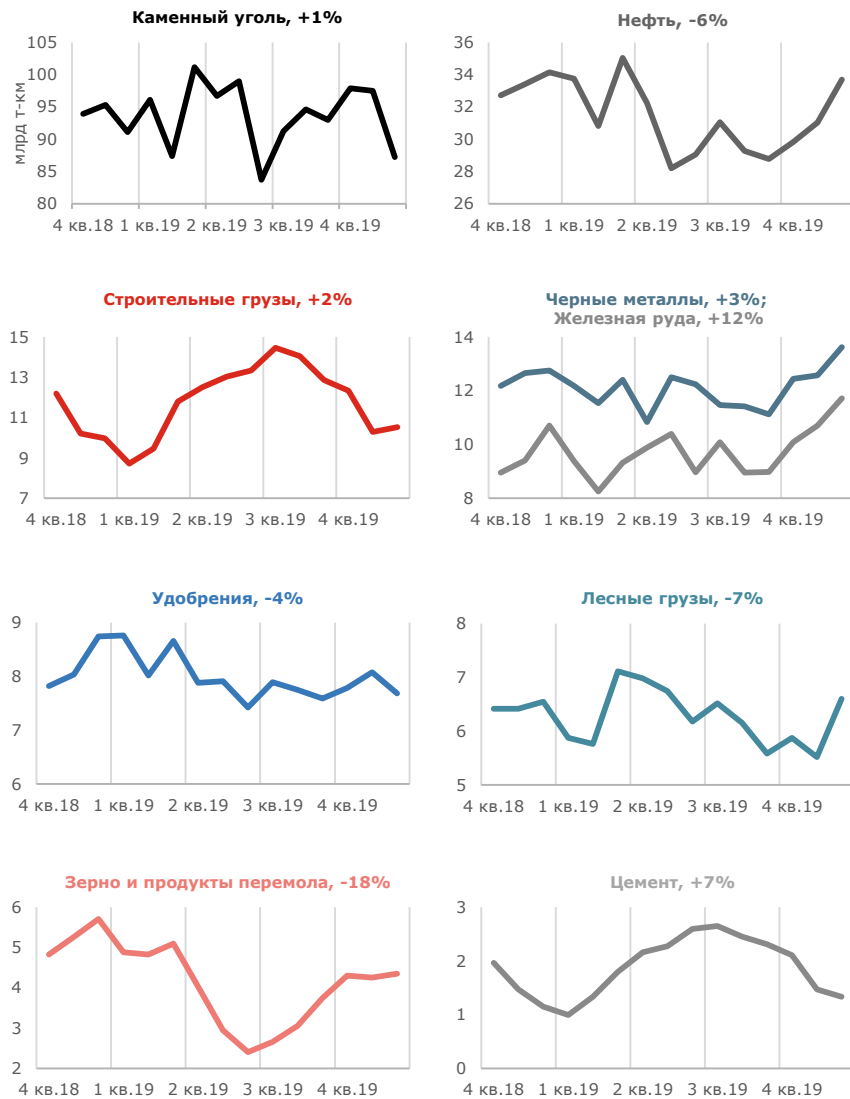 Каменный уголь, +1%
105
100
95
90
85
80
млрд т-км
4 кв.18 1 кв.19 2 кв.19 3 кв.19 4 кв.19
Нефть, -6%
36
34
32
30
28
26
4 кв.18 1 кв.19 2 кв.19 3 кв.19 4 кв.19
Строительные грузы, +2%
15
13
11
9
7
4 кв.18 1 кв.19 2 кв.19 3 кв.19 4 кв.19
Черные металлы, +3%;
Железная руда, +12%
14
12
10
8
4 кв.18 1 кв.19 2 кв.19 3 кв.19 4 кв.19
Удобрения, -4%
9
8
7
6
4 кв.18 1 кв.19 2 кв.19 3 кв.19 4 кв.19
Лесные грузы, -7%
8
7
6
5
4 кв.18 1 кв.19 2 кв.19 3 кв.19 4 кв.19
Зерно и продукты перемола, -18%
6
5
4
3
2
4 кв.18 1 кв.19 2 кв.19 3 кв.19 4 кв.19
Цемент, +7%
3
2
1
0
4 кв.18 1 кв.19 2 кв.19 3 кв.19 4 кв.19